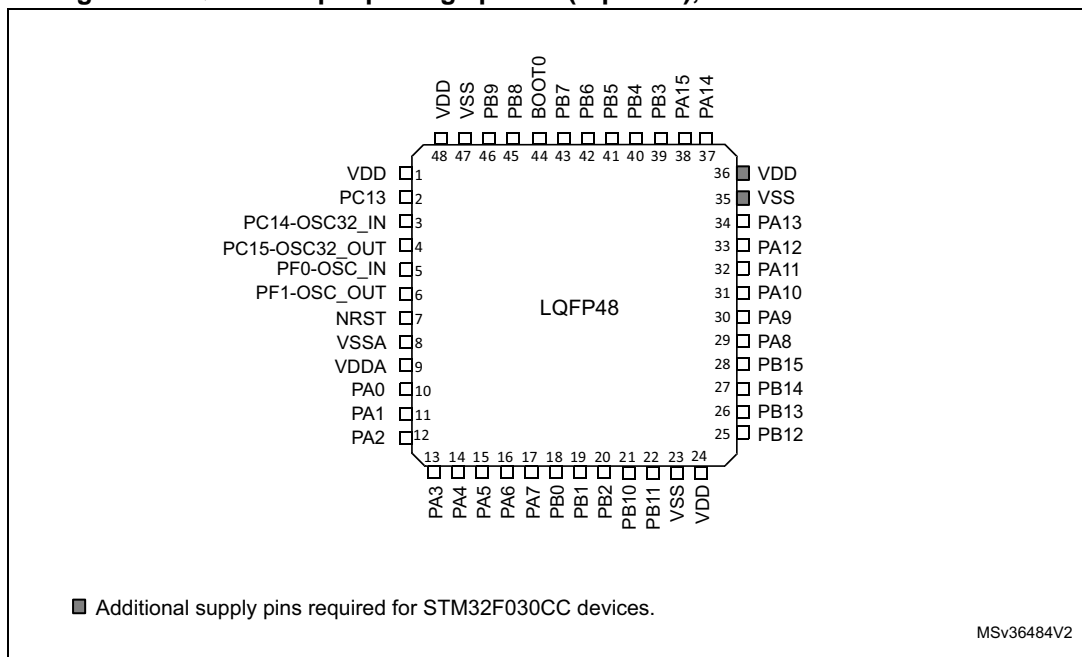 VDD
VSS
PB9
PB8
BOOT0
PB7
PB6
PB5
PB4
PB3
PA15
PA14
48 47 46 45 44 43 42 41 40 39 38 37
VDD 1 36 VDD
PC13 2 35 VSS
PC14-OSC32_IN 3 34 PA13
PC15-OSC32_OUT 4 33 PA12
PF0-OSC_IN 5 32 PA11
PF1-OSC_OUT 6 31 PA10
NRST 7 LQFP48 30 PA9
VSSA 8 29 PA8
VDDA 9 28 PB15
PA0 10 27 PB14
PA1 11 26 PB13
PA2 12 25 PB12
13 14 15 16 17 18 19 20 21 22 23 24
PA3
PA4
PA5
PA6
PA7
PB0
PB1
PB2
PB10
PB11
VSS
VDD
Additional supply pins required for STM32F030CC devices.
MSv36484V2